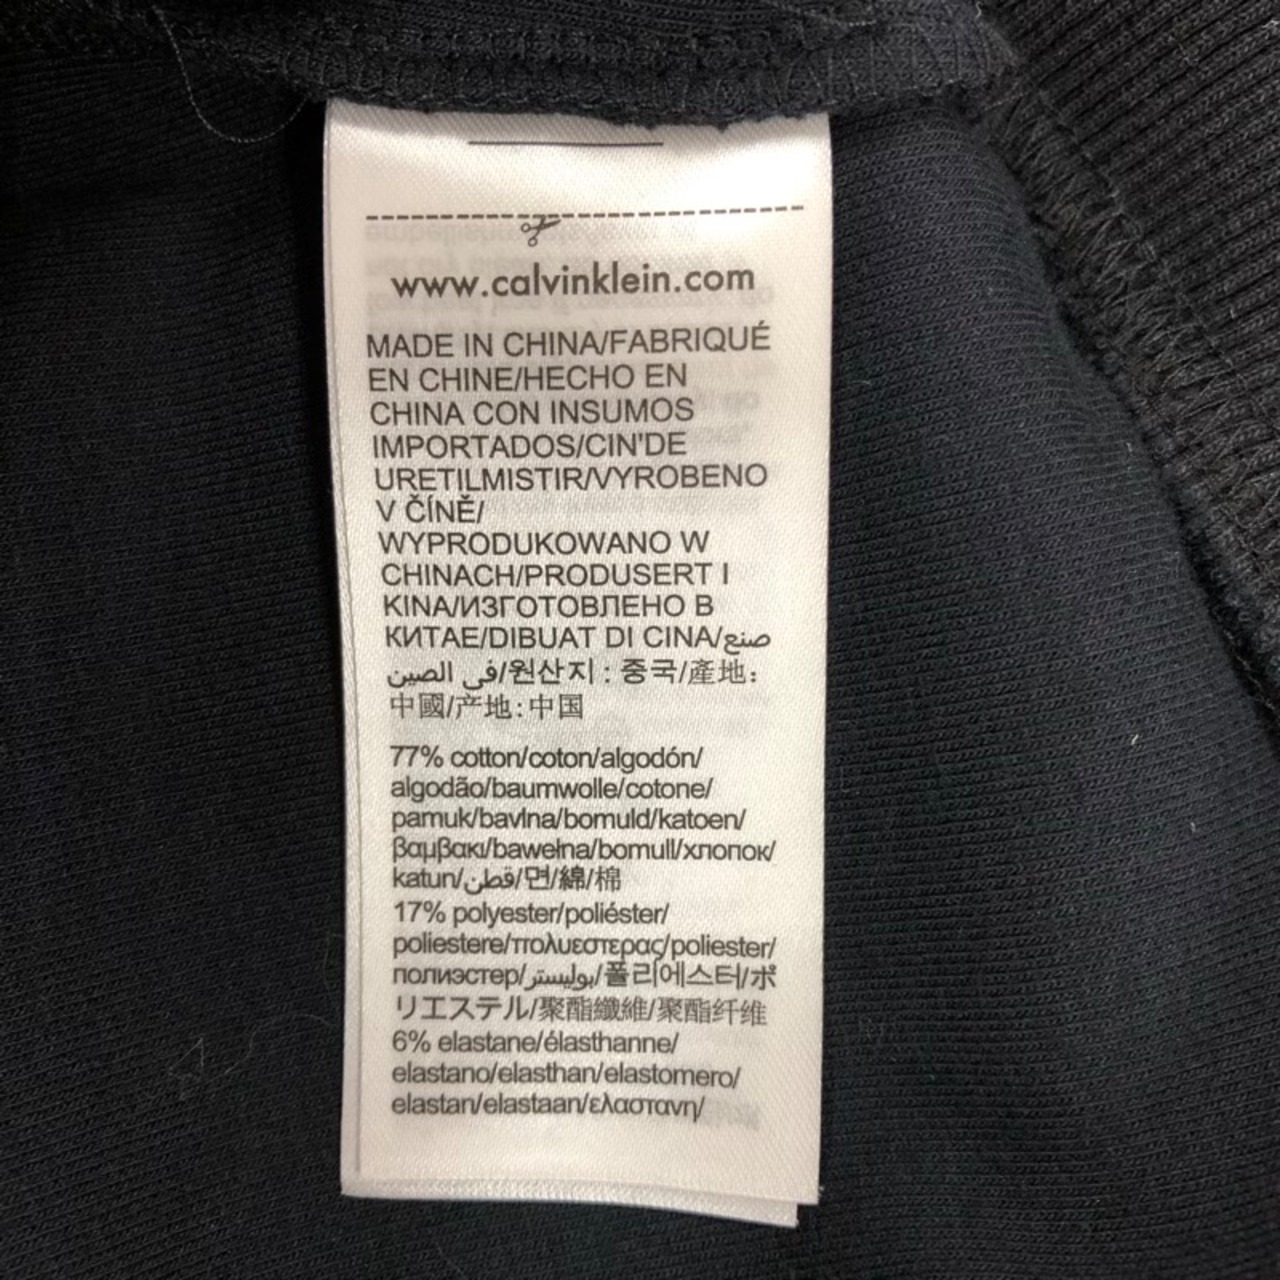 www.calvinklein.com
MADE IN CHINA/FABRIQUÉ
EN CHINE/HECHO EN
CHINA CON INSUMOS
IMPORTADOS/CIN'DE
URETILMISTIR/VYROBENO
V ČÍNĚ/
WYPRODUKOWANO W
CHINACH/PRODUSERT I
KINA/ИЗГОТОВЛЕНО В
КИТАЕ/DIBUAT DI CINA/صنع
فى الصين/원산지 : 중국/產地：
中國/产地：中国
77% cotton/coton/algodón/
algodão/baumwolle/cotone/
pamuk/bavlna/bomuld/katoen/
βαμβακι/bawełna/bomull/хлопок/
katun/قطن/면/綿/棉
17% polyester/poliéster/
poliestere/πολυεστερας/poliester/
полиэстер/بوليستر/폴리에스터/ポ
リエステル/聚酯纖維/聚酯纤维
6% elastane/élasthanne/
elastano/elasthan/elastomero/
elastan/elastaan/ελαστανη/